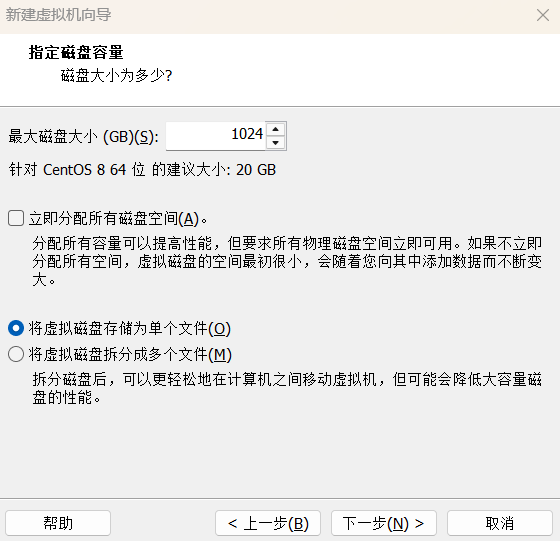 新建虚拟机向导
指定磁盘容量
磁盘大小为多少?
最大磁盘大小 (GB)(S): 1024
针对 CentOS 8 64 位 的建议大小: 20 GB
立即分配所有磁盘空间(A)。
分配所有容量可以提高性能，但要求所有物理磁盘空间立即可用。如果不立即
分配所有空间，虚拟磁盘的空间最初很小，会随着您向其中添加数据而不断变
大。
将虚拟磁盘存储为单个文件(O)
将虚拟磁盘拆分成多个文件(M)
拆分磁盘后，可以更轻松地在计算机之间移动虚拟机，但可能会降低大容量磁
盘的性能。
帮助 < 上一步(B) 下一步(N) > 取消